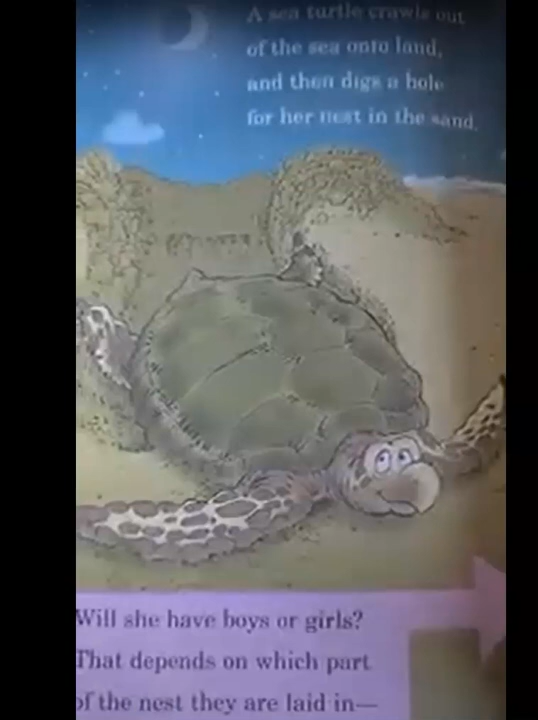 A sea turtle crawls out
of the sea onto land,
and then digs a hole
for her nest in the sand.
Will she have boys or girls?
That depends on which part
of the nest they are laid in—